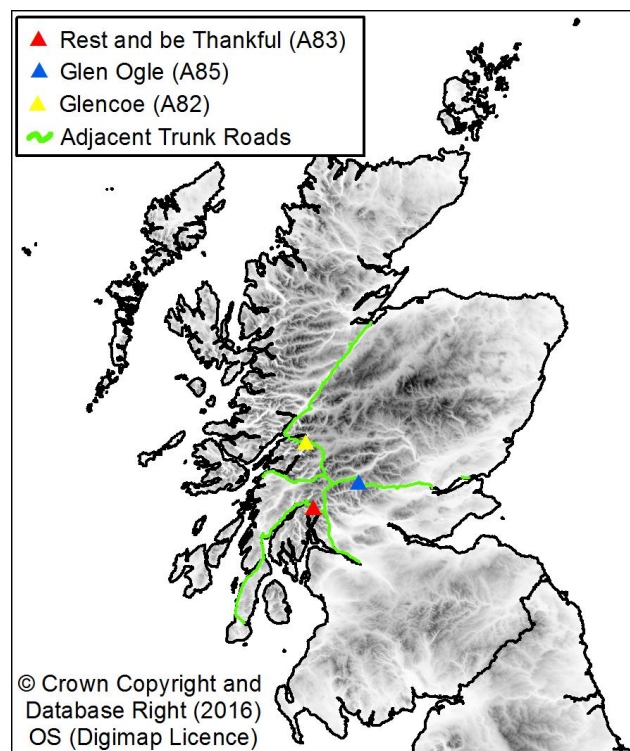 Rest and be Thankful (A83)
Glen Ogle (A85)
Glencoe (A82)
Adjacent Trunk Roads
© Crown Copyright and
Database Right (2016)
OS (Digimap Licence)